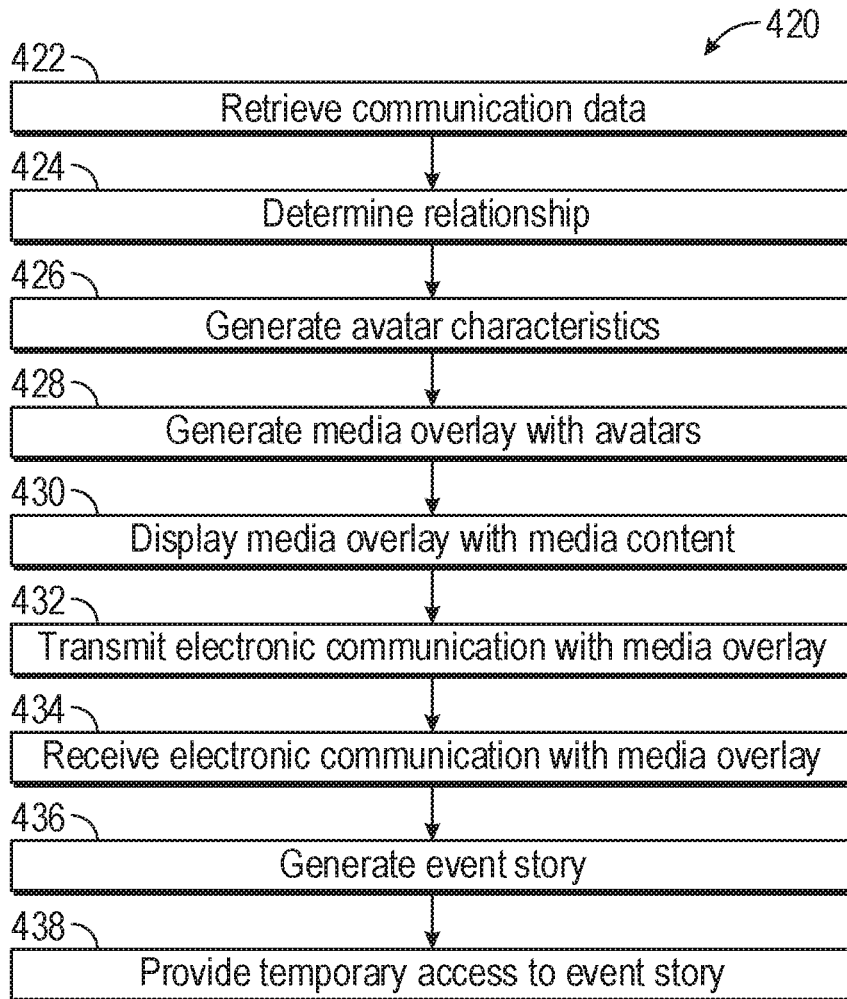 420
422
Retrieve communication data
424
Determine relationship
426
Generate avatar characteristics
428
Generate media overlay with avatars
430
Display media overlay with media content
432
Transmit electronic communication with media overlay
434
Receive electronic communication with media overlay
436
Generate event story
438
Provide temporary access to event story